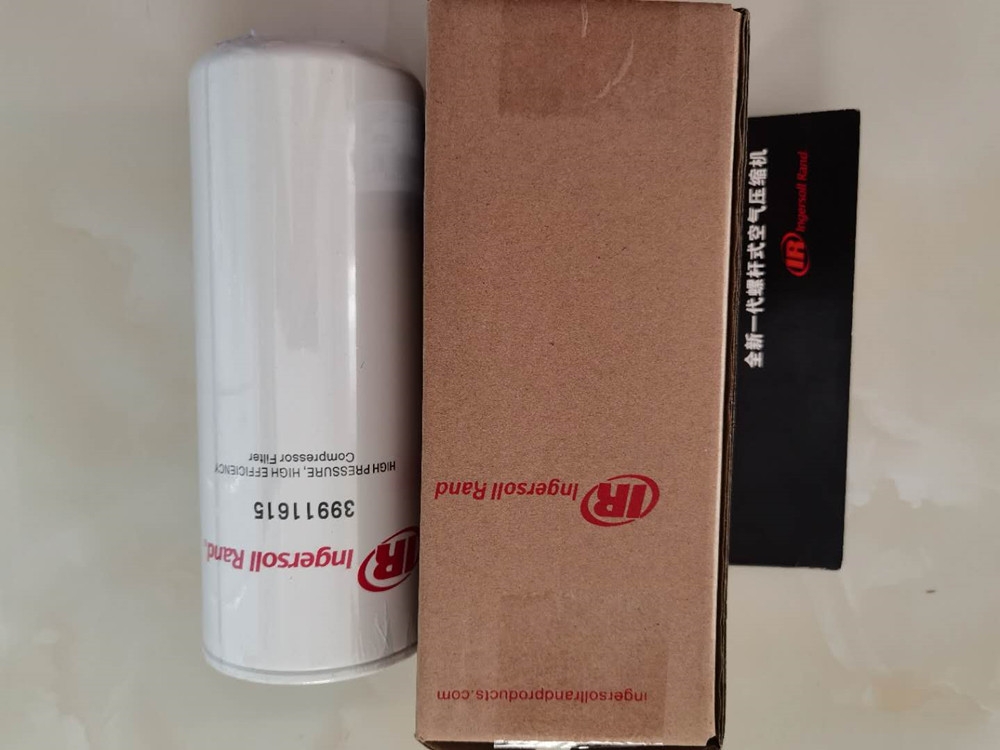 IR Ingersoll Rand®
39911615
HIGH PRESSURE, HIGH EFFICIENCY
Compressor Filter
IR Ingersoll Rand
ingersollrandproducts.com
IR Ingersoll Rand
全新一代螺杆式空气压缩机